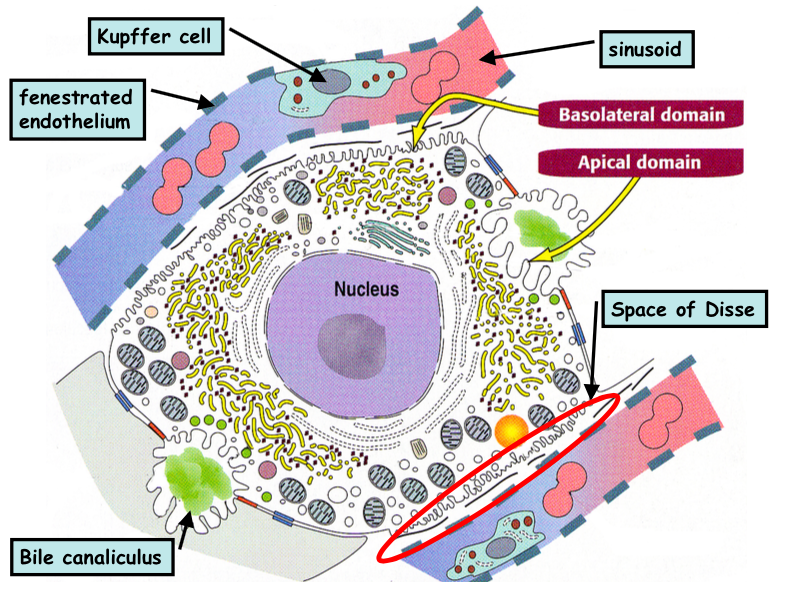 Kupffer cell
sinusoid
fenestrated
endothelium
Basolateral domain
Apical domain
Nucleus
Space of Disse
Bile canaliculus